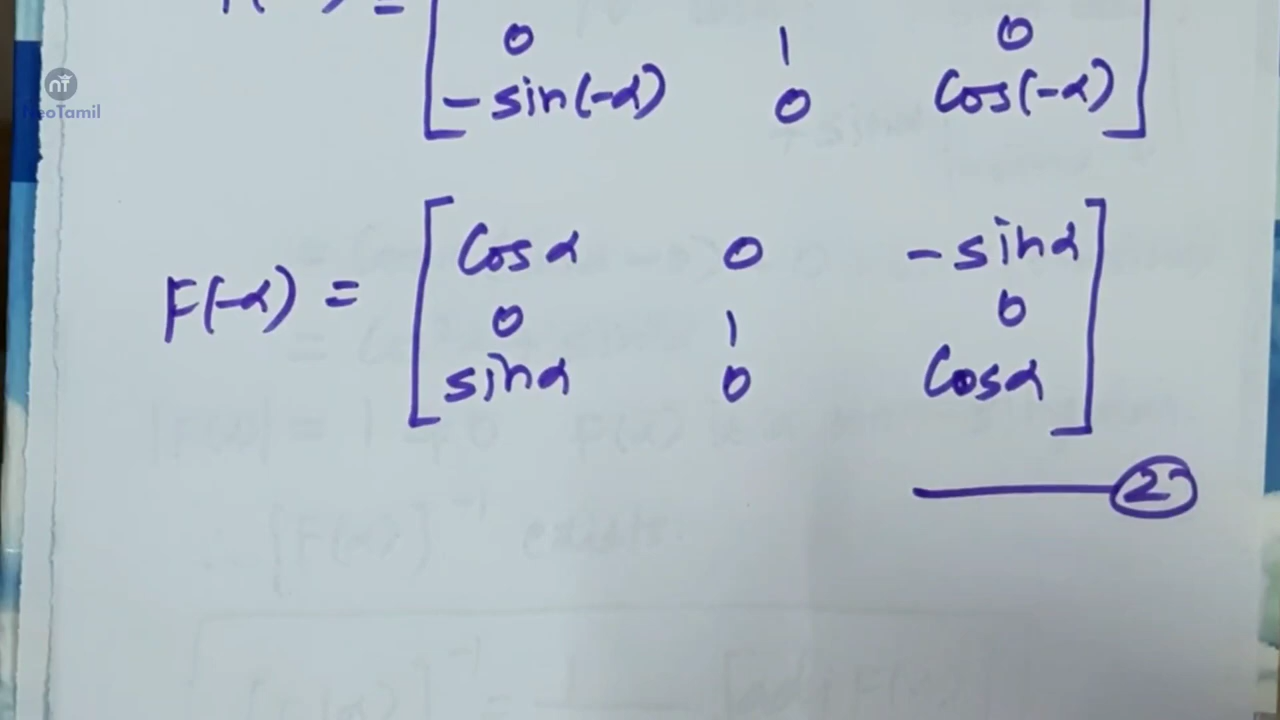 0 1 0
-sin(-α) 0 cos(-α)
F(-α) =
cosα 0 -sinα
0 1 0
sinα 0 cosα
2
NT
NeoTamil